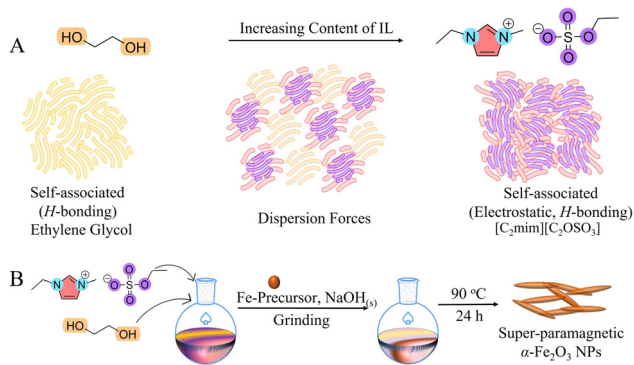 A
HO
OH
Increasing Content of IL
N
+
N
O
⊖
O
S
O
O
Self-associated
(H-bonding)
Ethylene Glycol
Dispersion Forces
Self-associated
(Electrostatic, H-bonding)
[C₂mim][C₂OSO₃]
B
N
+
N
O
⊖
O
S
O
O
HO
OH
Fe-Precursor, NaOH(s)
Grinding
90 °C
24 h
Super-paramagnetic
α-Fe₂O₃ NPs